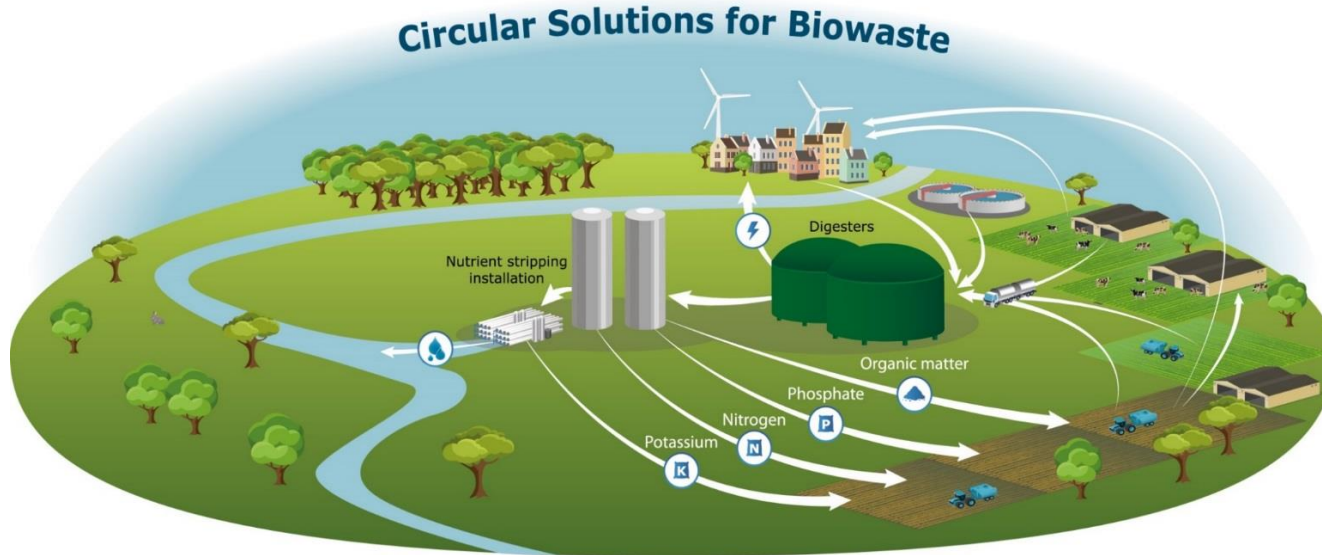 Circular Solutions for Biowaste
Digesters
Nutrient stripping
installation
Organic matter
Phosphate
P
Nitrogen
N
Potassium
K